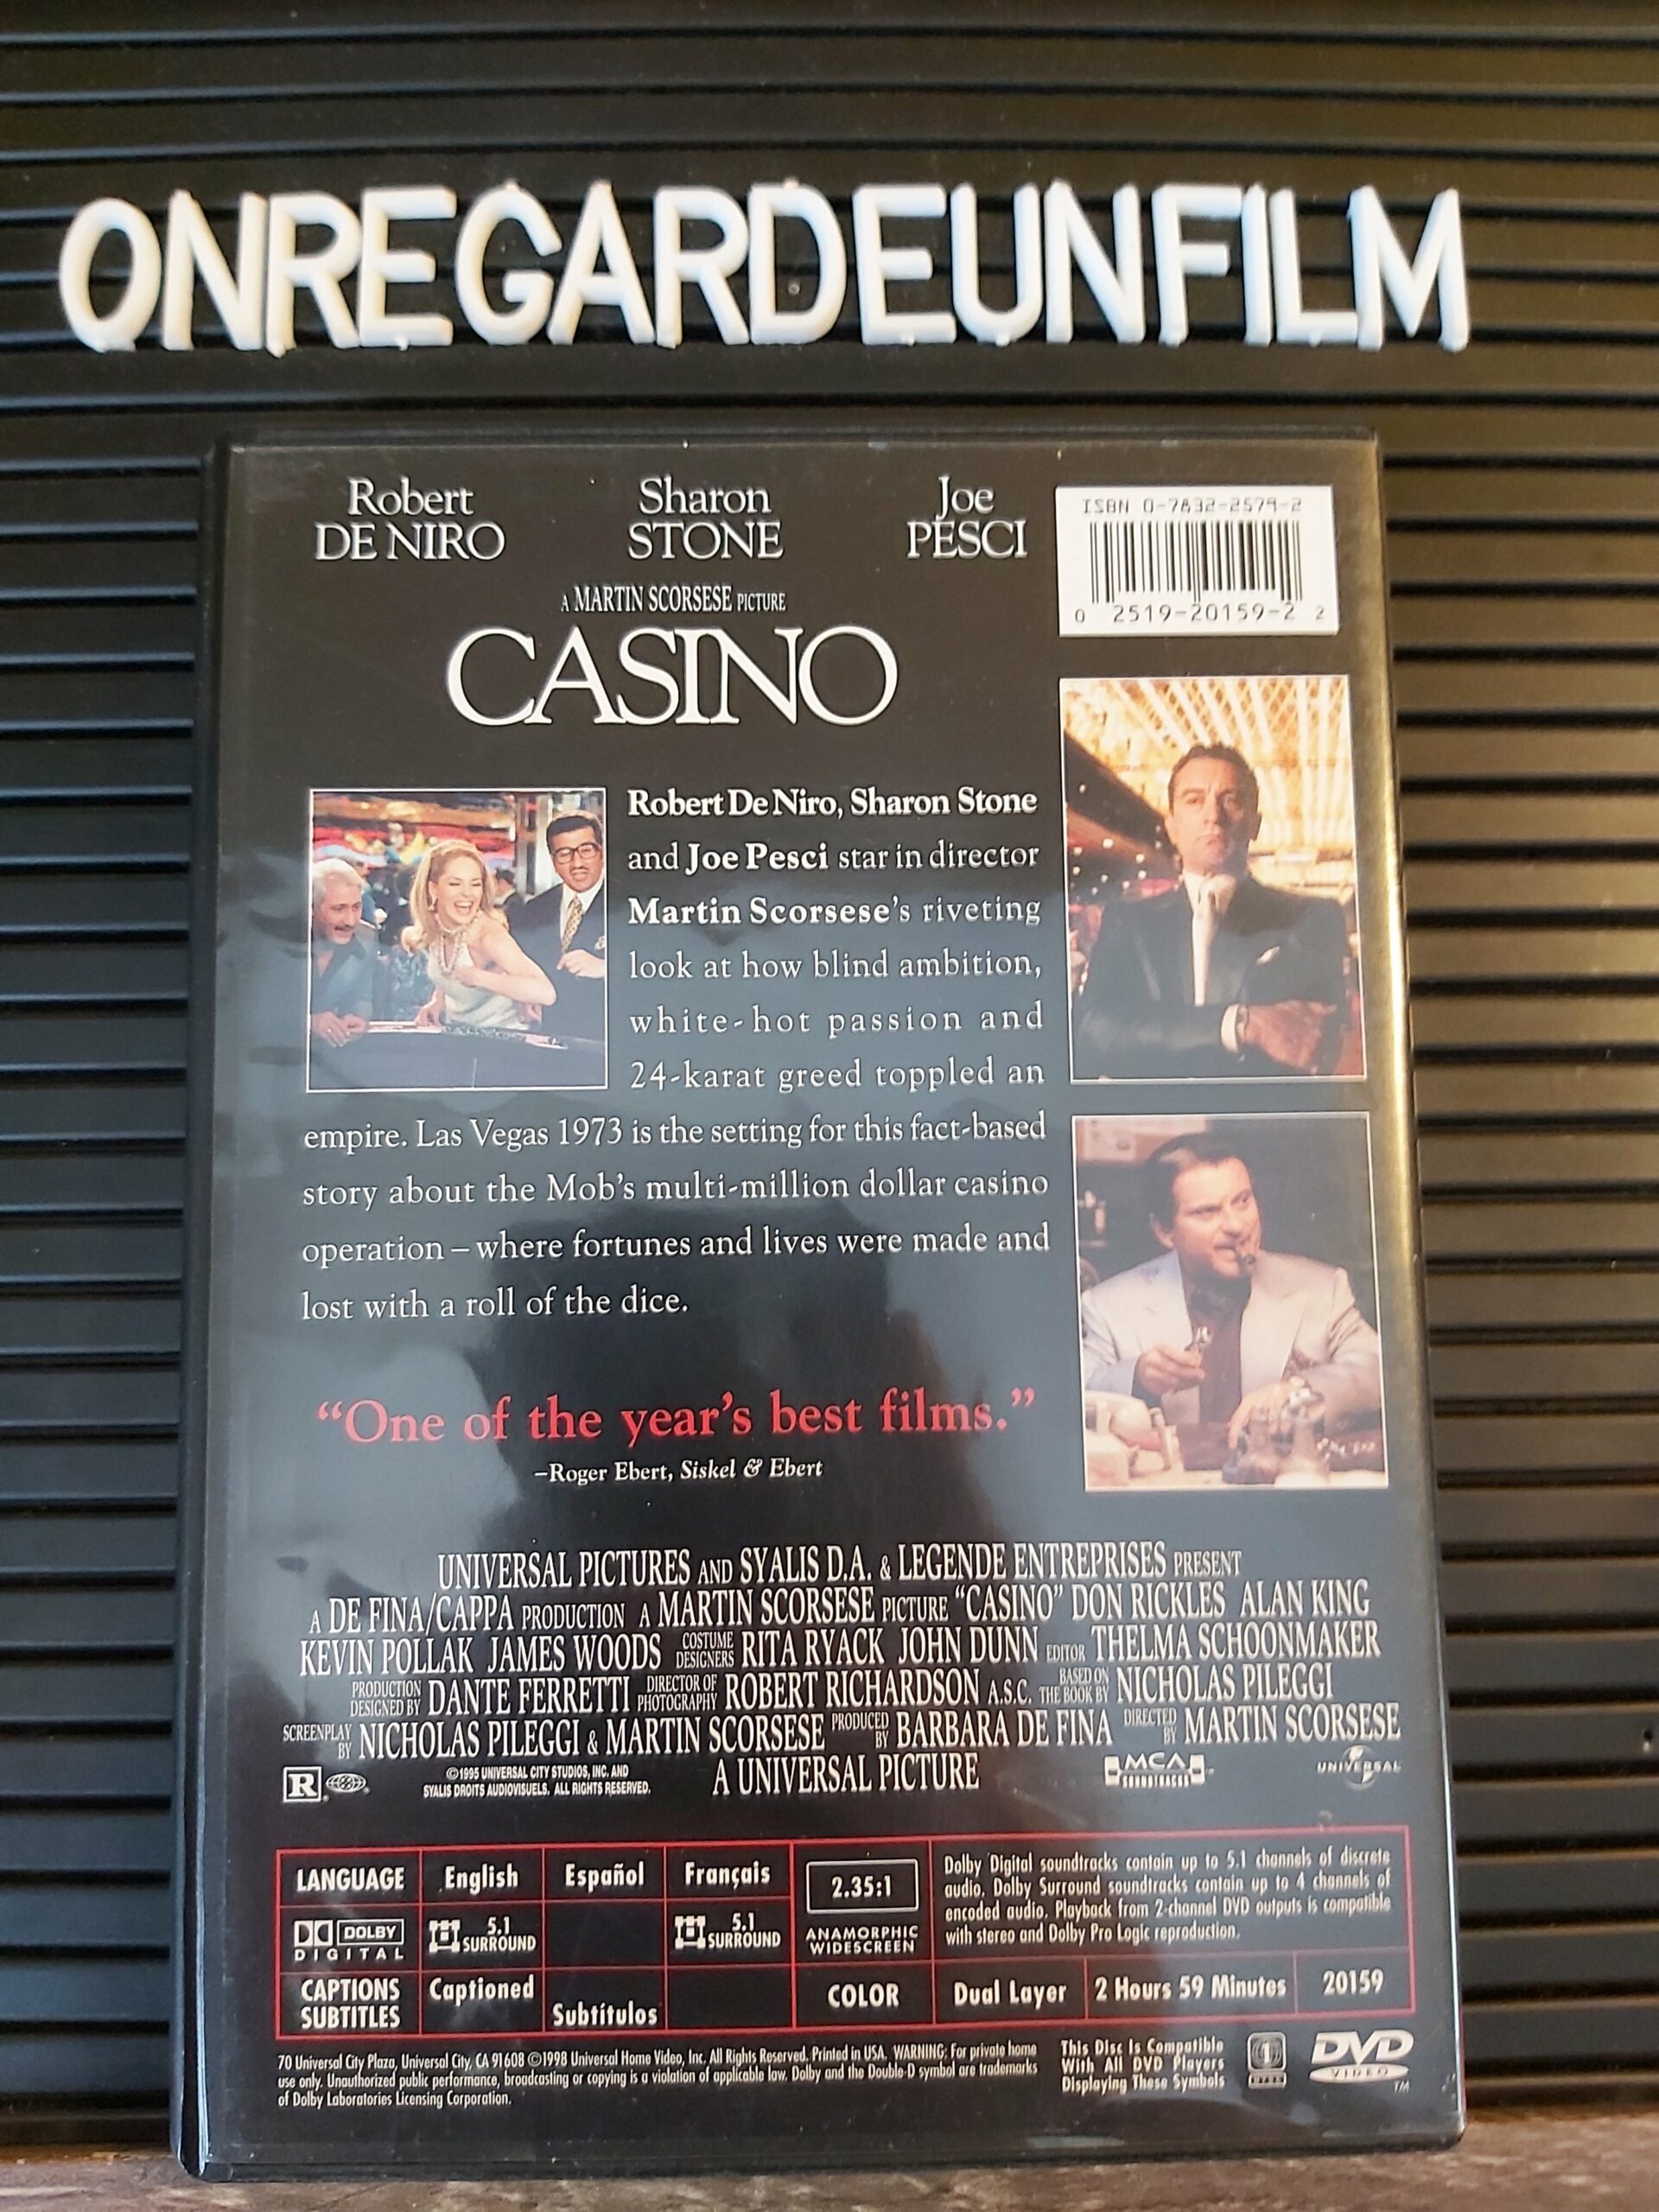 ONREGARDEUNFILM
Robert
DE NIRO
Sharon
STONE
Joe
PESCI
ISBN 0-7832-2579-2
0 2519-20159-2 2
A MARTIN SCORSESE PICTURE
CASINO
Robert De Niro, Sharon Stone
and Joe Pesci star in director
Martin Scorsese's riveting
look at how blind ambition,
white-hot passion and
24-karat greed toppled an
empire. Las Vegas 1973 is the setting for this fact-based
story about the Mob's multi-million dollar casino
operation – where fortunes and lives were made and
lost with a roll of the dice.
“One of the year's best films.”
–Roger Ebert, Siskel & Ebert
UNIVERSAL PICTURES AND SYALIS D.A. & LEGENDE ENTREPRISES PRESENT
A DE FINA/CAPPA PRODUCTION A MARTIN SCORSESE PICTURE “CASINO” DON RICKLES ALAN KING
KEVIN POLLAK JAMES WOODS COSTUME DESIGNERS RITA RYACK JOHN DUNN EDITOR THELMA SCHOONMAKER
PRODUCTION DESIGNED BY DANTE FERRETTI DIRECTOR OF PHOTOGRAPHY ROBERT RICHARDSON A.S.C. BASED ON THE BOOK BY NICHOLAS PILEGGI
SCREENPLAY BY NICHOLAS PILEGGI & MARTIN SCORSESE PRODUCED BY BARBARA DE FINA DIRECTED BY MARTIN SCORSESE
R
©1995 UNIVERSAL CITY STUDIOS, INC. AND
SYALIS DROITS AUDIOVISUELS. ALL RIGHTS RESERVED.
A UNIVERSAL PICTURE
MCA
SOUNDTRACKS
UNIVERSAL
LANGUAGE English Español Français
DOLBY
DIGITAL
5.1
SURROUND
5.1
SURROUND
CAPTIONS
SUBTITLES
Captioned
Subtítulos
2.35:1
ANAMORPHIC
WIDESCREEN
COLOR
Dolby Digital soundtracks contain up to 5.1 channels of discrete
audio. Dolby Surround soundtracks contain up to 4 channels of
encoded audio. Playback from 2-channel DVD outputs is compatible
with stereo and Dolby Pro Logic reproduction.
Dual Layer 2 Hours 59 Minutes 20159
70 Universal City Plaza, Universal City, CA 91608 ©1998 Universal Home Video, Inc. All Rights Reserved. Printed in USA. WARNING: For private home
use only. Unauthorized public performance, broadcasting or copying is a violation of applicable law. Dolby and the Double-D symbol are trademarks
of Dolby Laboratories Licensing Corporation.
This Disc Is Compatible
With All DVD Players
Displaying These Symbols
1
DVD
VIDEO
TM